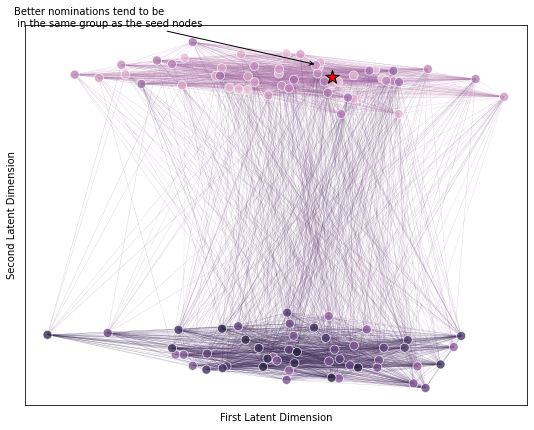 Better nominations tend to be
in the same group as the seed nodes
Second Latent Dimension
First Latent Dimension